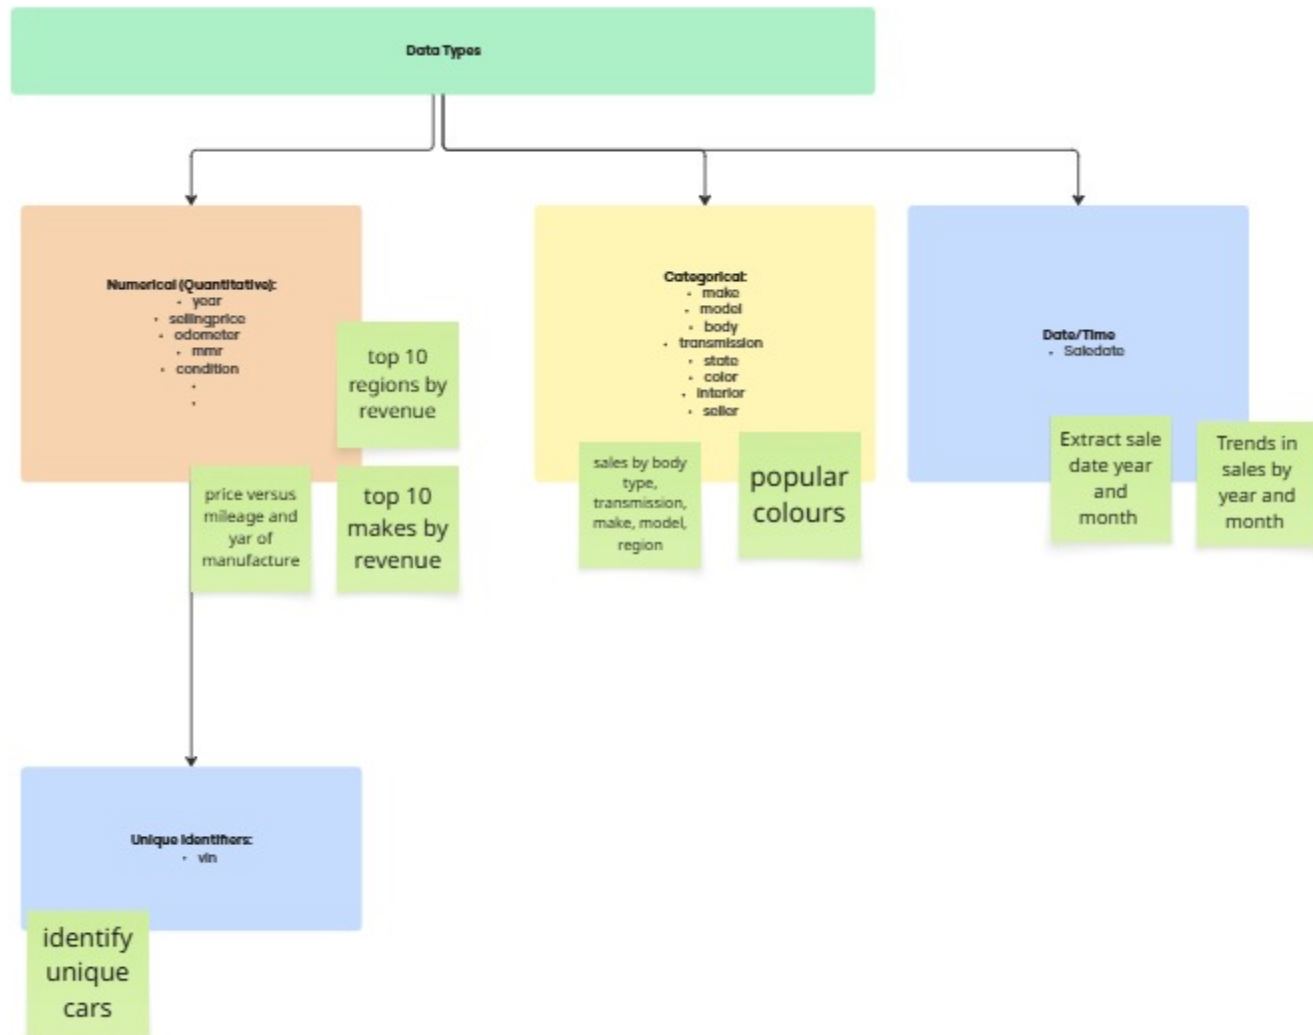 Data Types
Numerical (Quantitative):
• year
• sellingprice
• odometer
• mmr
• condition
•
•
top 10
regions by
revenue
price versus
mileage and
yar of
manufacture
top 10
makes by
revenue
Categorical:
• make
• model
• body
• transmission
• state
• color
• interior
• seller
sales by body
type,
transmission,
make, model,
region
popular
colours
Date/Time
• Saledate
Extract sale
date year
and
month
Trends in
sales by
year and
month
Unique Identifiers:
• vin
identify
unique
cars